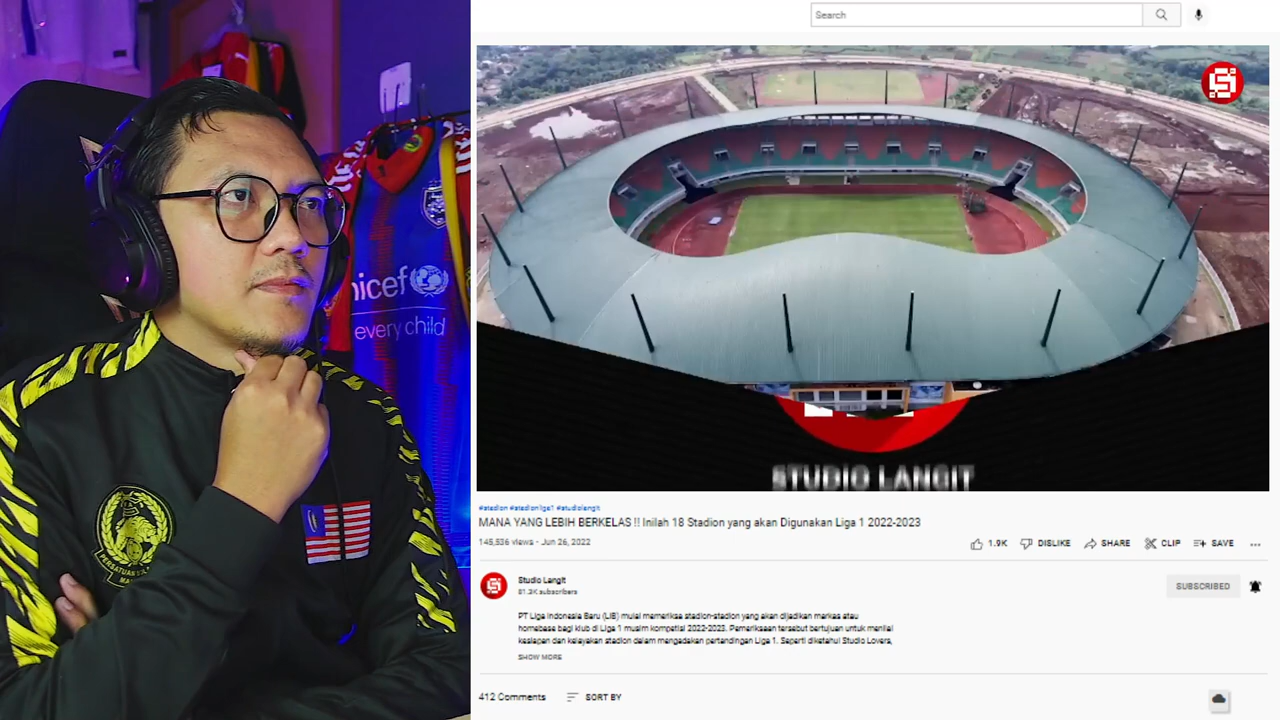 Search
nicef
every child
PERSATUAN
STUDIO LANGIT
#stadion #stadionliga1 #studiolangit
MANA YANG LEBIH BERKELAS !! Inilah 18 Stadion yang akan Digunakan Liga 1 2022-2023
145,536 views • Jun 26, 2022
1.9K DISLIKE SHARE CLIP SAVE ...
Studio Langit
81.3K subscribers
SUBSCRIBED
PT Liga Indonesia Baru (LIB) mulai memeriksa stadion-stadion yang akan dijadikan markas atau
homebase bagi klub di Liga 1 musim kompetisi 2022-2023. Pemeriksaan tersebut bertujuan untuk menilai
kesiapan dan kelayakan stadion dalam mengadakan pertandingan Liga 1. Seperti diketahui Studio Lovers,
SHOW MORE
412 Comments SORT BY